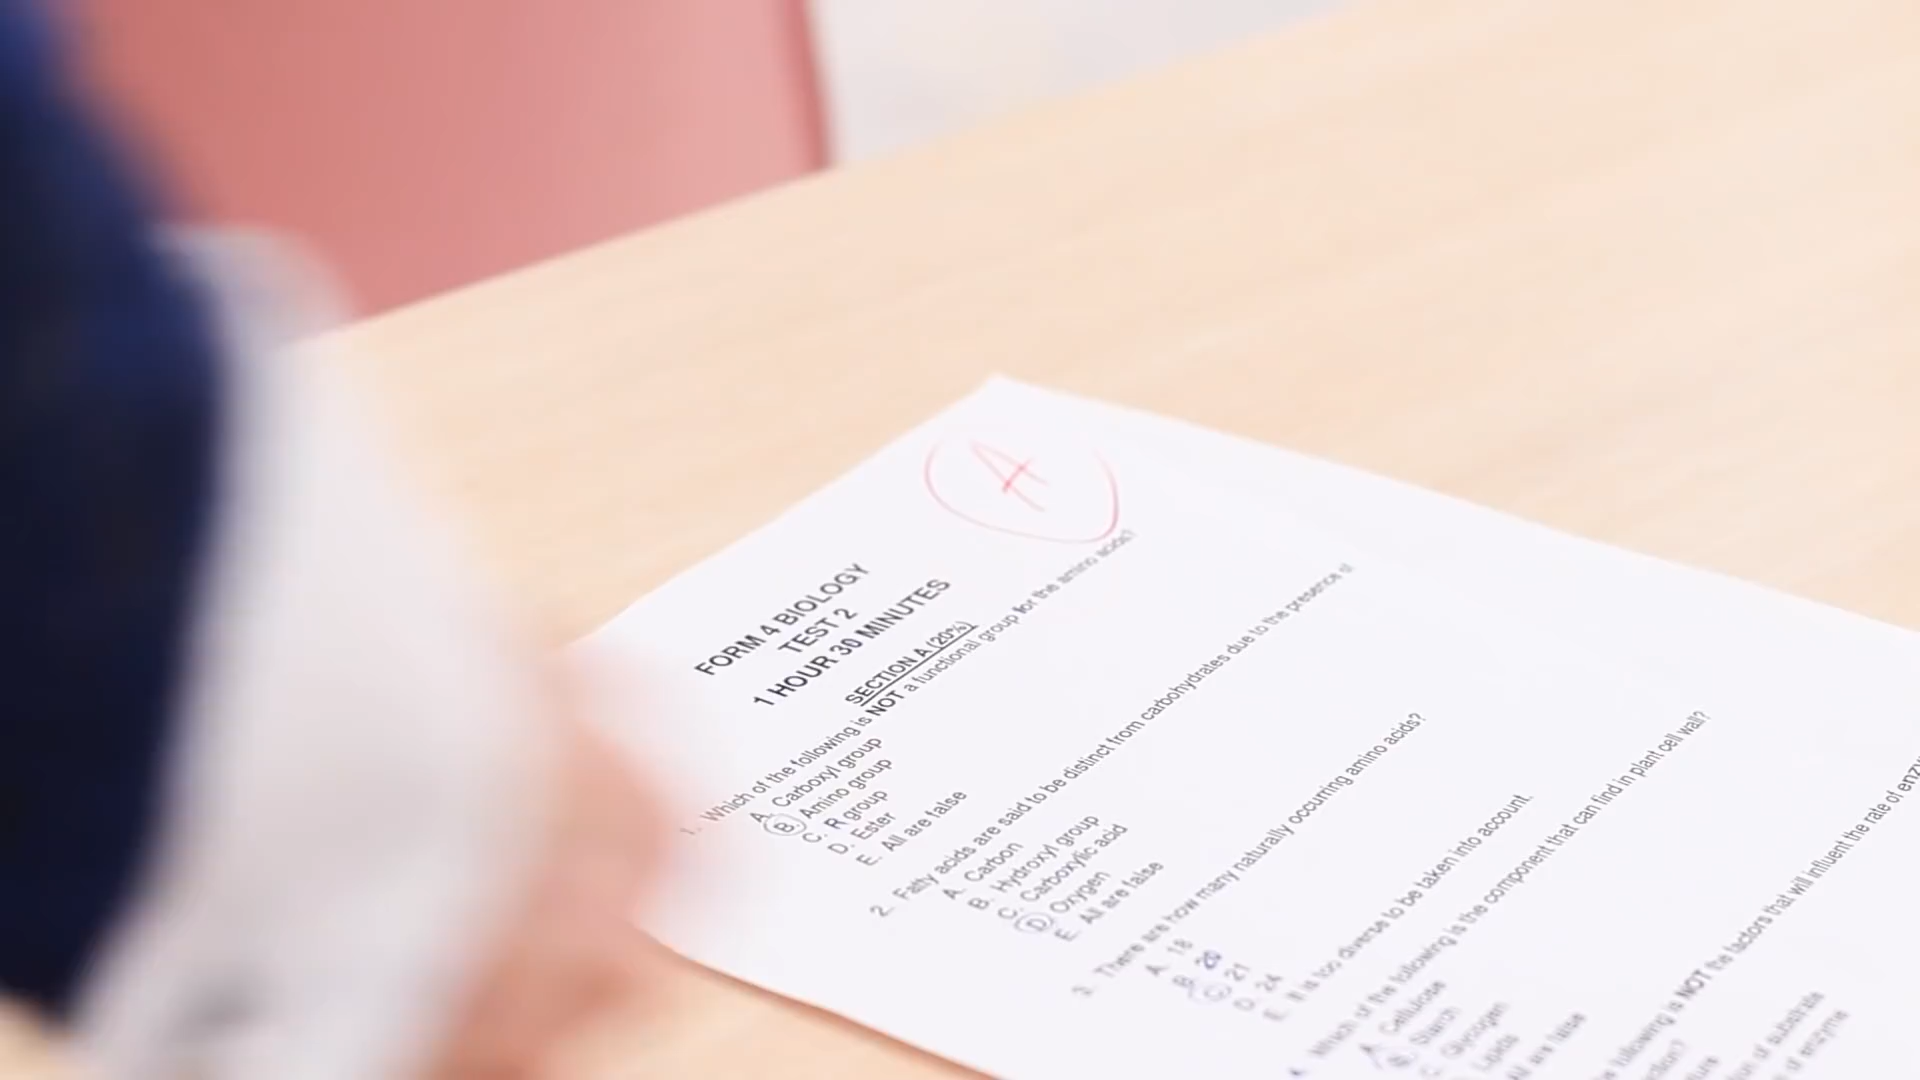 A
FORM 4 BIOLOGY
TEST 2
1 HOUR 30 MINUTES
SECTION A (20%)
1. Which of the following is NOT a functional group for the amino acids?
A. Carboxyl group
B. Amino group
C. R group
D. Ester
E. All are false
2. Fatty acids are said to be distinct from carbohydrates due to the presence of
A. Carbon
B. Hydroxyl group
C. Carboxylic acid
D. Oxygen
E. All are false
3. There are how many naturally occurring amino acids?
A. 18
B. 20
C. 21
D. 24
E. It is too diverse to be taken into account.
4. Which of the following is the component that can find in plant cell wall?
A. Cellulose
B. Starch
C. Glycogen
D. Lipids
All are false
following is NOT the factors that will influent the rate of
of substrate
of enzyme